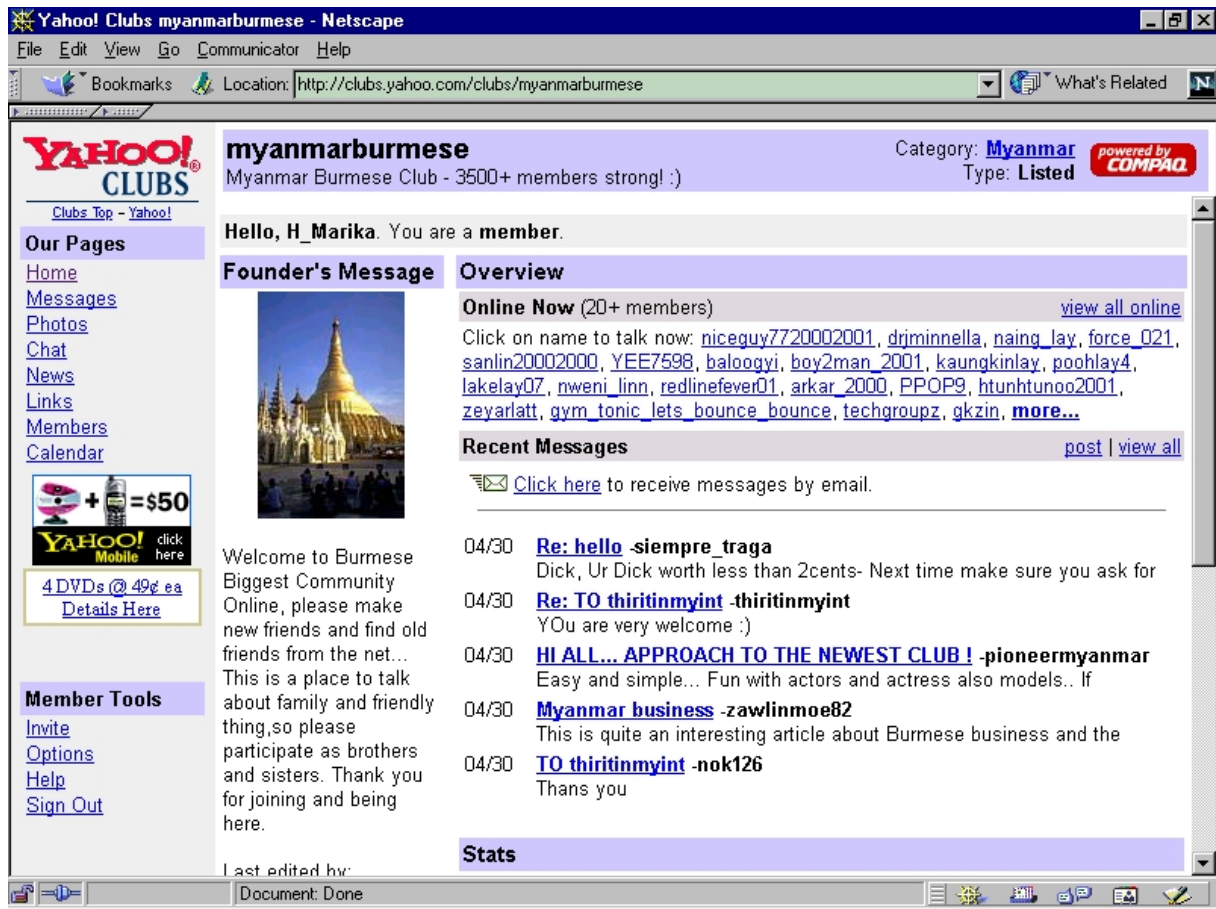 Yahoo! Clubs myanmarburmese - Netscape
File Edit View Go Communicator Help
Bookmarks Location: http://clubs.yahoo.com/clubs/myanmarburmese What's Related N
YAHOO! ®
CLUBS
Clubs Top - Yahoo!
Our Pages
Home
Messages
Photos
Chat
News
Links
Members
Calendar
+ =$50
YAHOO! Mobile click here
4 DVDs @ 49¢ ea
Details Here
Member Tools
Invite
Options
Help
Sign Out
myanmarburmese
Myanmar Burmese Club - 3500+ members strong! :)
Category: Myanmar
Type: Listed
powered by
COMPAQ
Hello, H_Marika. You are a member.
Founder's Message
Welcome to Burmese
Biggest Community
Online, please make
new friends and find old
friends from the net...
This is a place to talk
about family and friendly
thing,so please
participate as brothers
and sisters. Thank you
for joining and being
here.
Last edited by:
Overview
Online Now (20+ members) view all online
Click on name to talk now: niceguy7720002001, drjminnella, naing_lay, force_021,
sanlin20002000, YEE7598, baloogyi, boy2man_2001, kaungkinlay, poohlay4,
lakelay07, nweni_linn, redlinefever01, arkar_2000, PPOP9, htunhtunoo2001,
zeyarlatt, gym_tonic_lets_bounce_bounce, techgroupz, gkzin, more...
Recent Messages post | view all
Click here to receive messages by email.
04/30 Re: hello -siempre_traga
Dick, Ur Dick worth less than 2cents- Next time make sure you ask for
04/30 Re: TO thiritinmyint -thiritinmyint
YOu are very welcome :)
04/30 HI ALL... APPROACH TO THE NEWEST CLUB ! -pioneermyanmar
Easy and simple... Fun with actors and actress also models.. If
04/30 Myanmar business -zawlinmoe82
This is quite an interesting article about Burmese business and the
04/30 TO thiritinmyint -nok126
Thans you
Stats
Document: Done